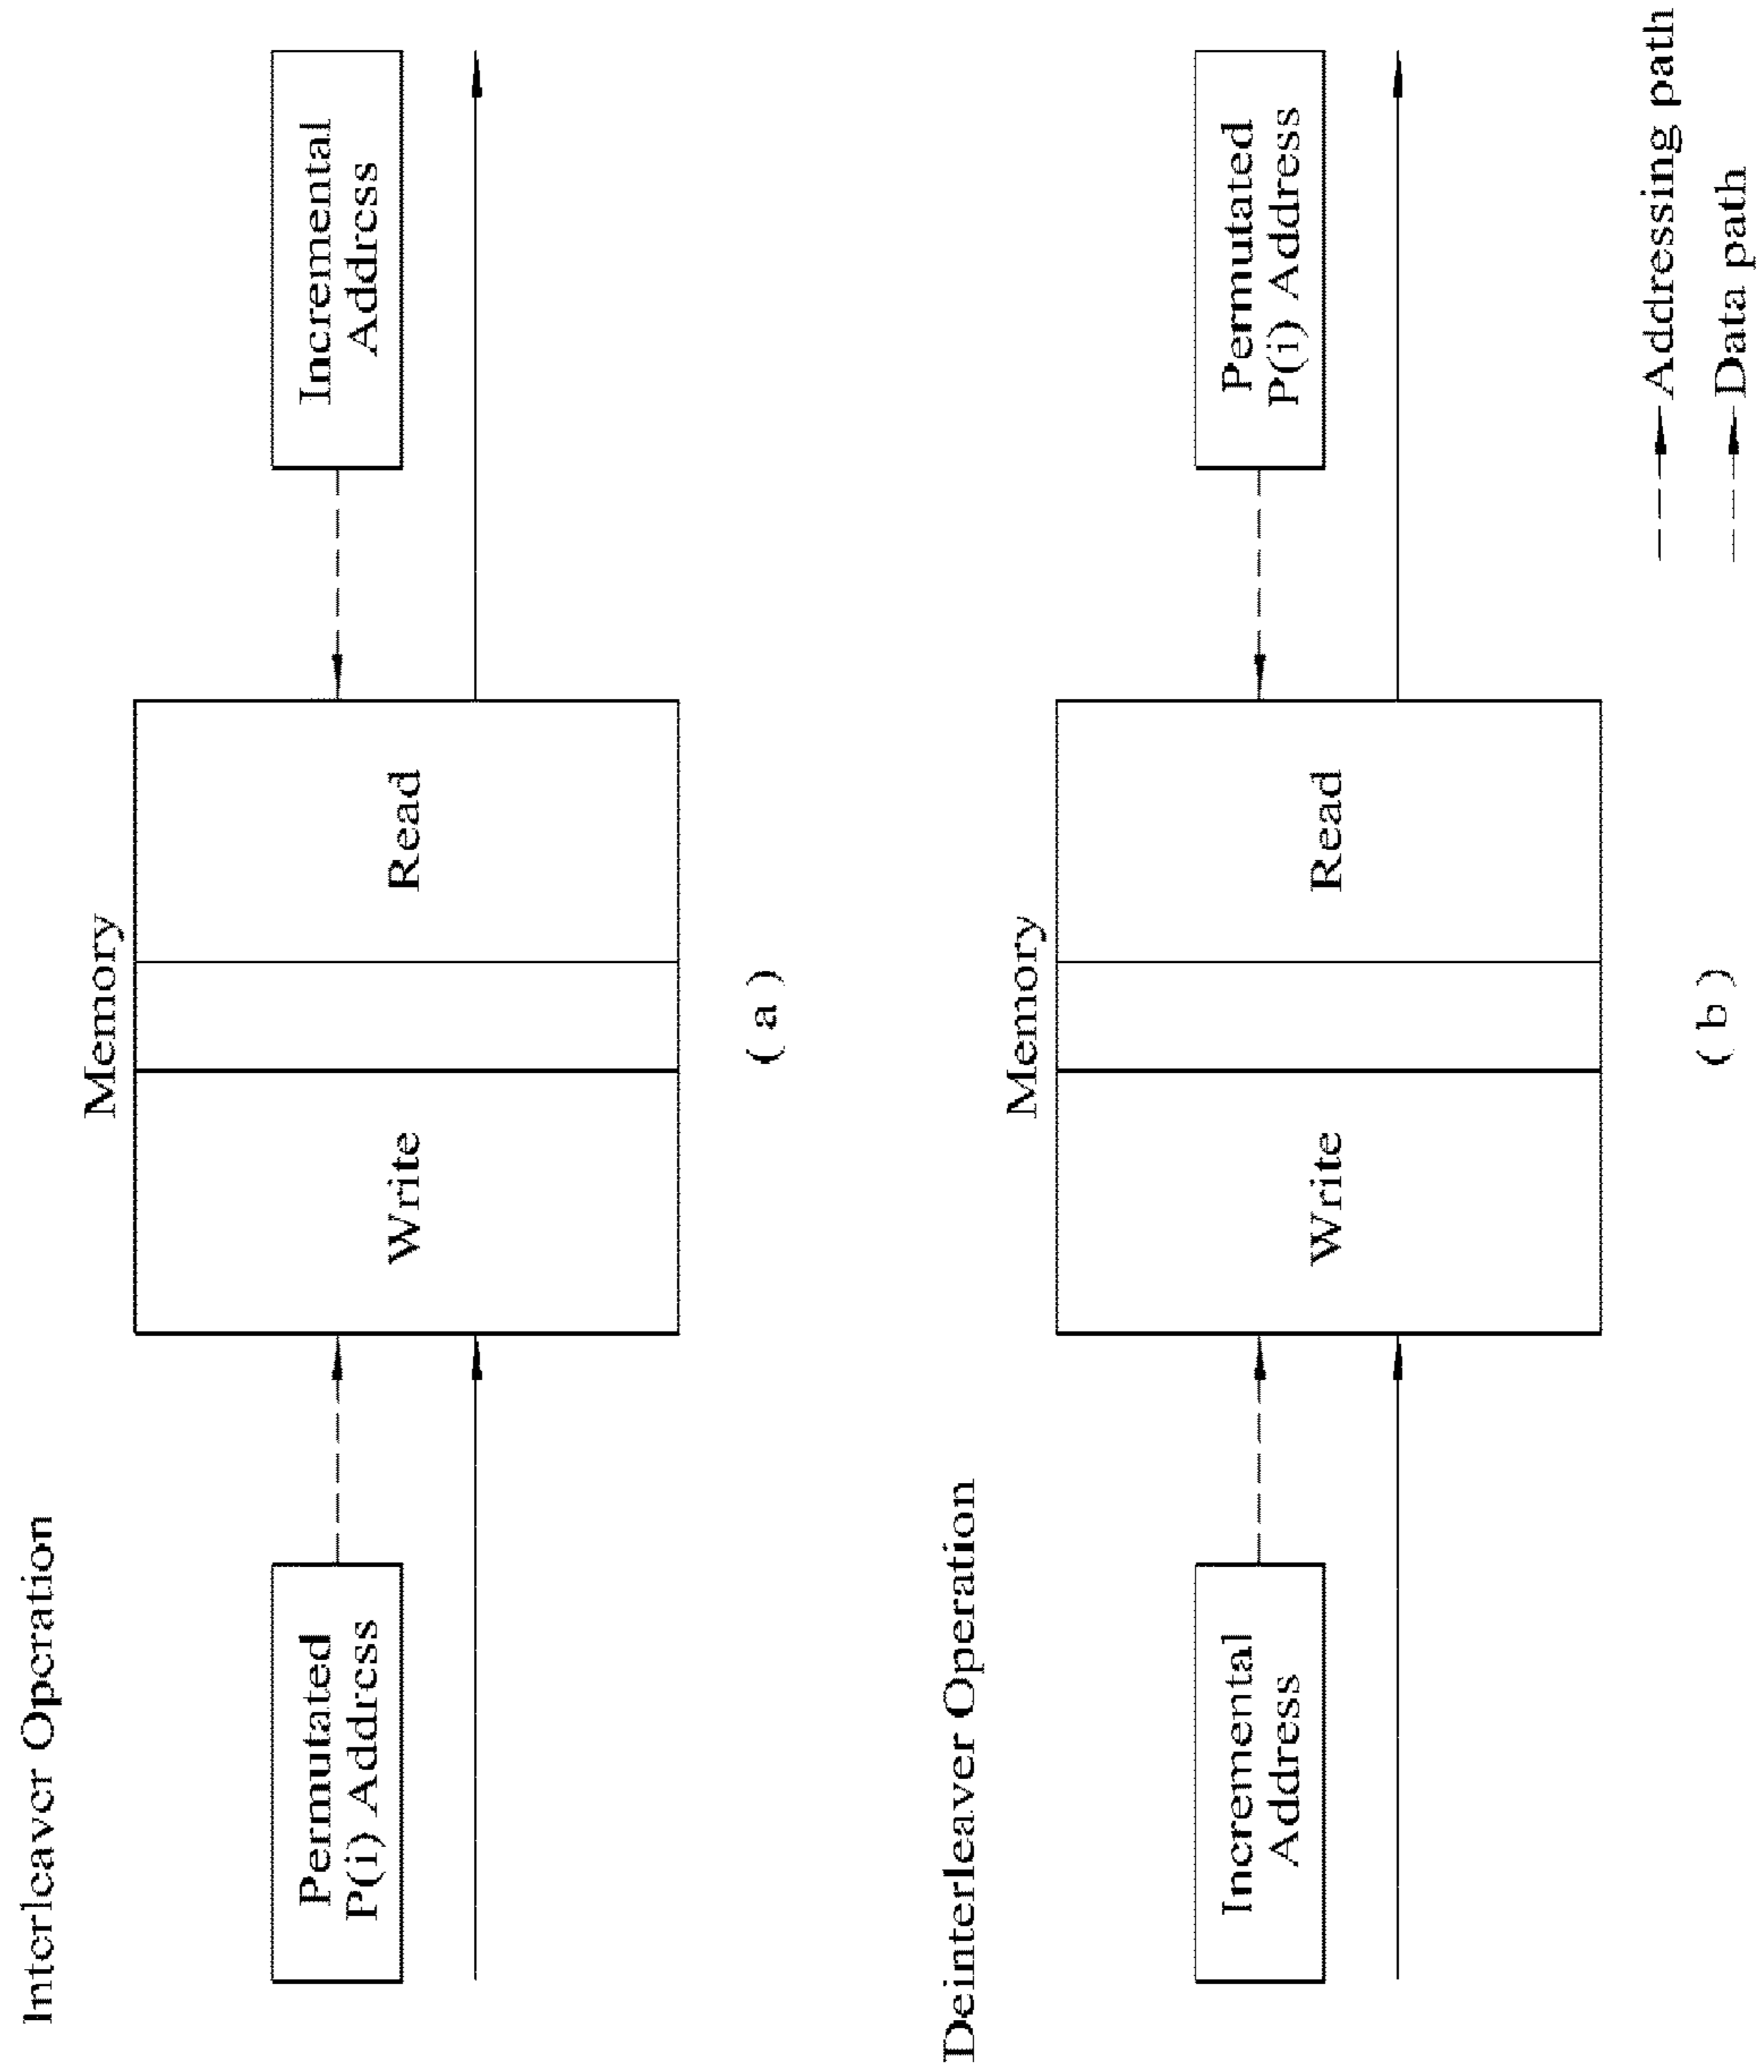 Interleaver Operation
Memory
Permutated
P(i) Address
Write
Read
Incremental
Address
( a )
Deinterleaver Operation
Memory
Incremental
Address
Write
Read
Permutated
P(i) Address
( b )
Addressing path
Data path